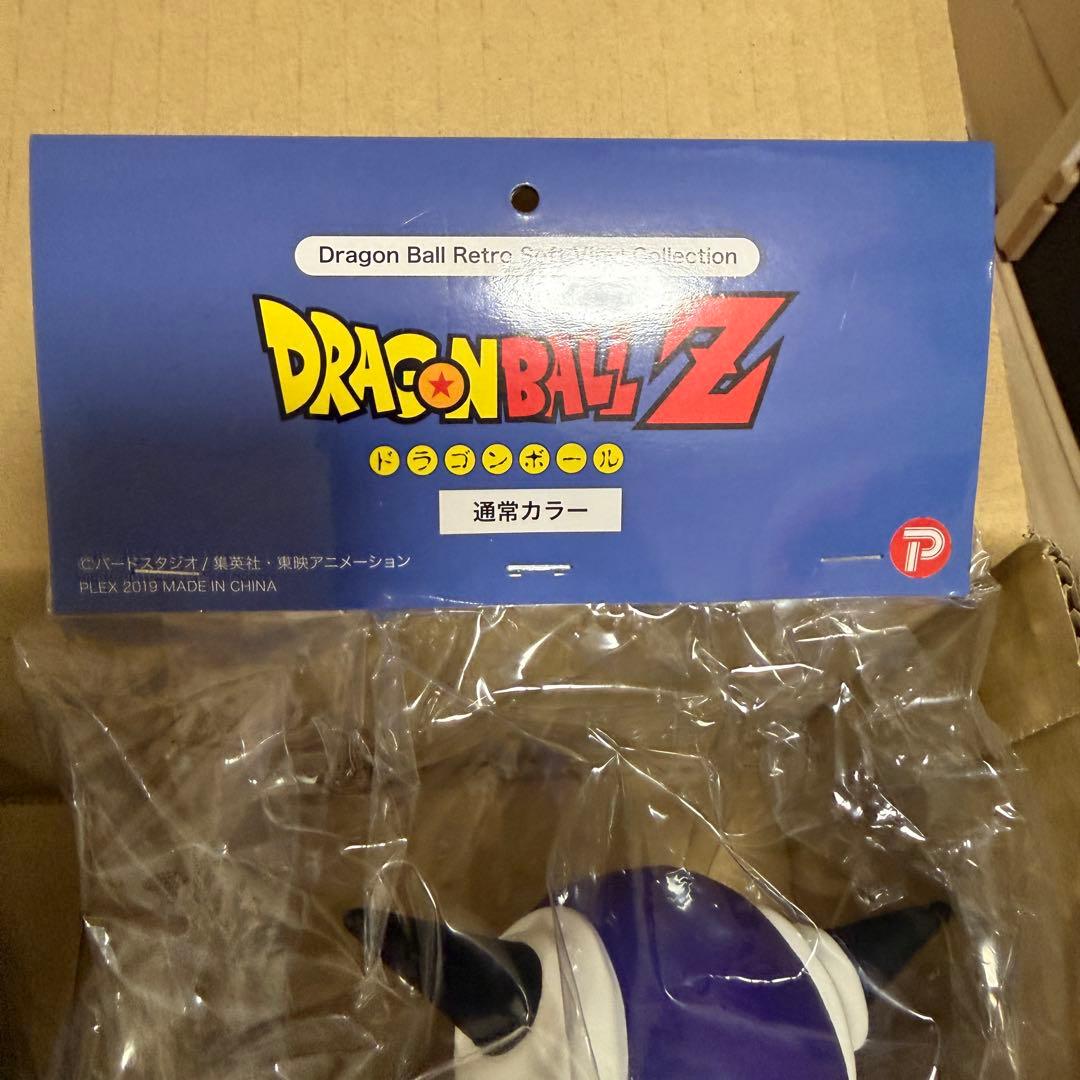 Dragon Ball Retro Soft Vinyl Collection
DRAGON BALL Z
ドラゴンボール
通常カラー
©バードスタジオ / 集英社・東映アニメーション
PLEX 2019 MADE IN CHINA
P